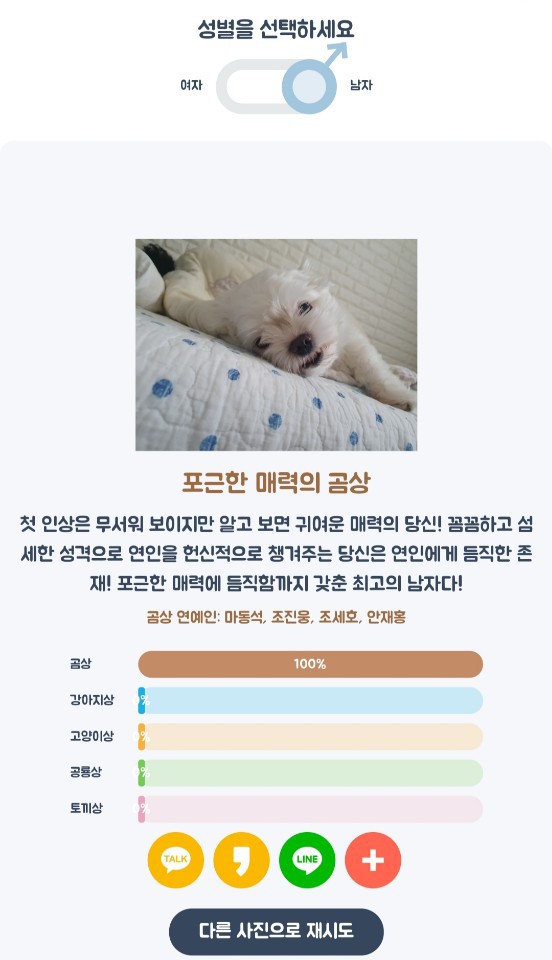 성별을 선택하세요
여자
남자
포근한 매력의 곰상
첫 인상은 무서워 보이지만 알고 보면 귀여운 매력의 당신! 꼼꼼하고 섬
세한 성격으로 연인을 헌신적으로 챙겨주는 당신은 연인에게 듬직한 존
재! 포근한 매력에 듬직함까지 갖춘 최고의 남자다!
곰상 연예인: 마동석, 조진웅, 조세호, 안재홍
곰상 100%
강아지상
고양이상
공룡상
토끼상
TALK
LINE
다른 사진으로 재시도